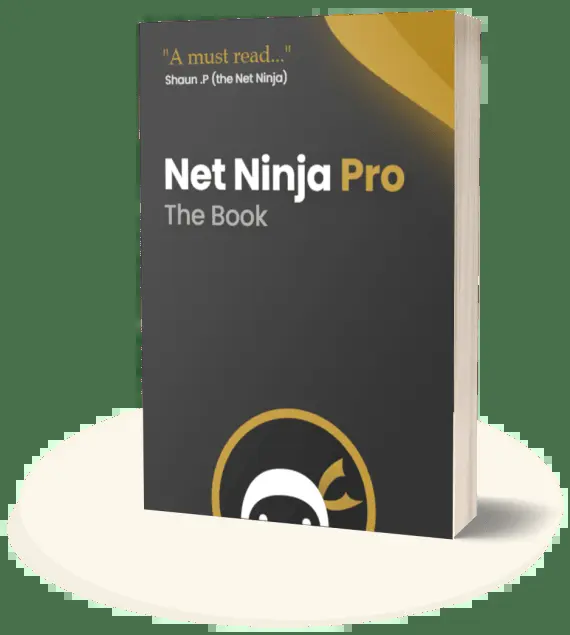 "A must read..."
Shaun .P (the Net Ninja)
Net Ninja Pro
The Book